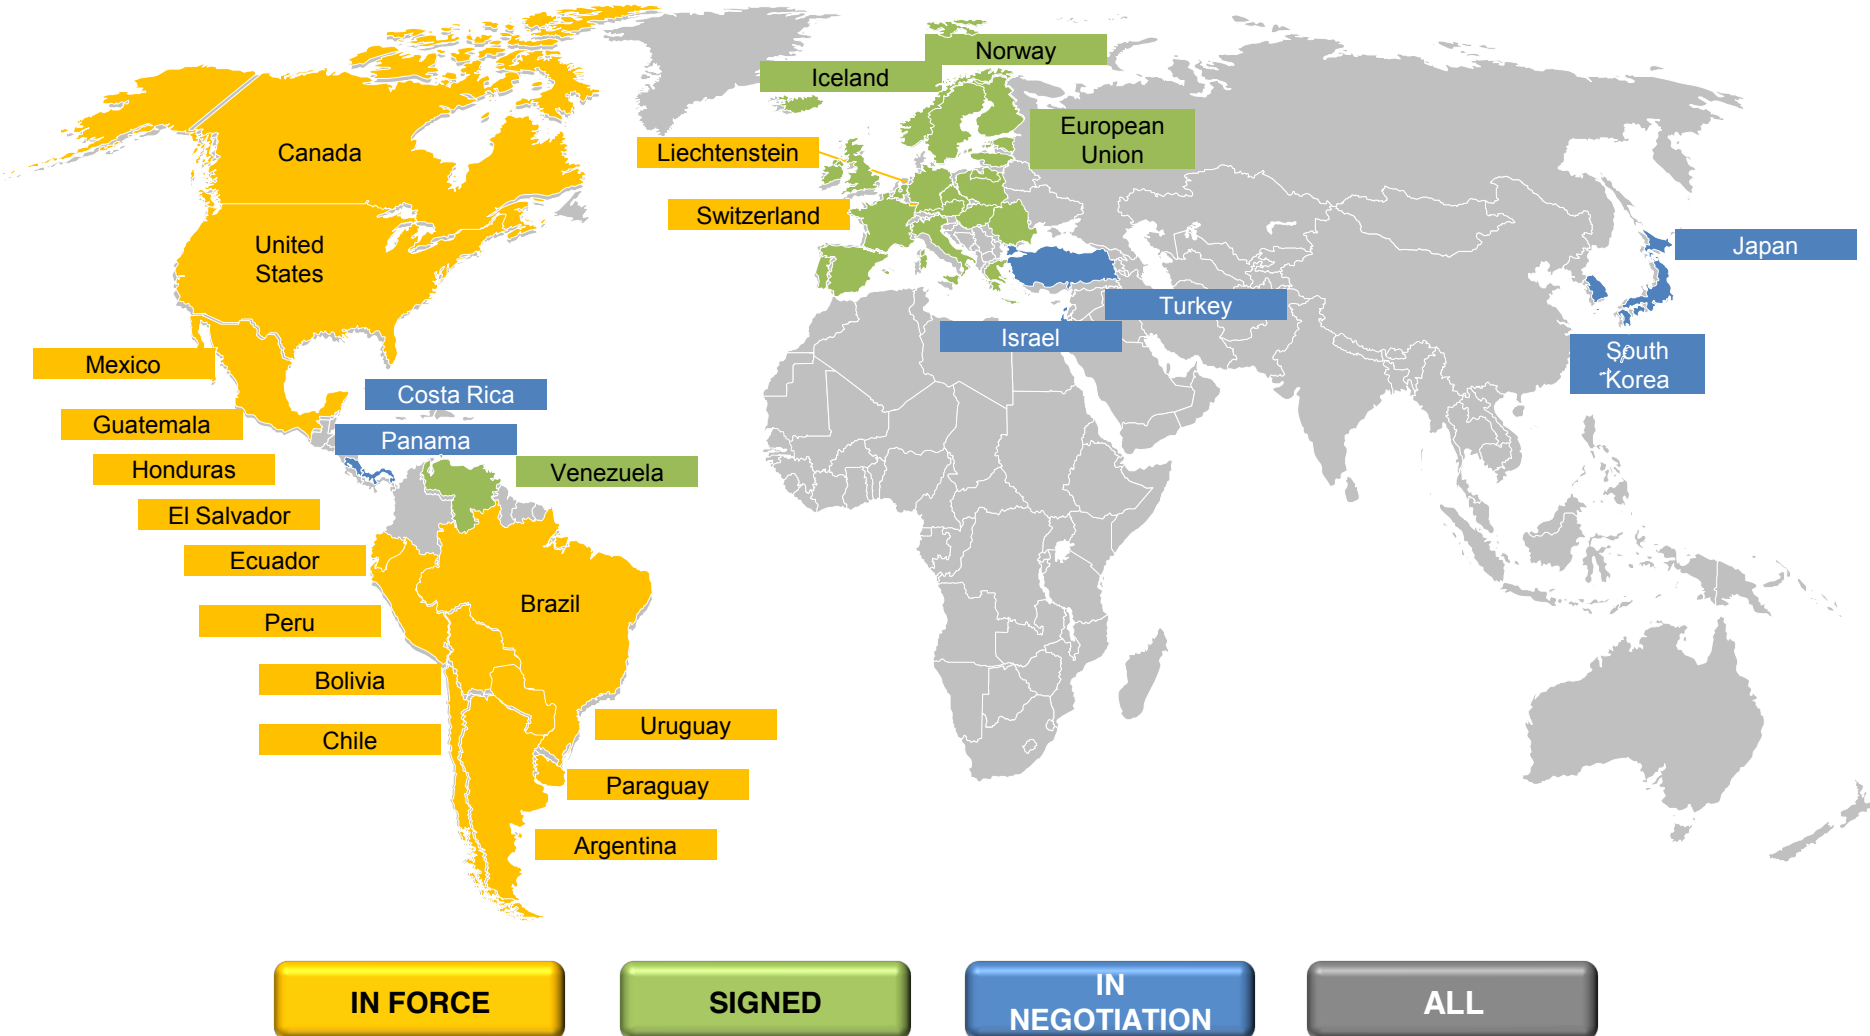 Norway
Iceland
European
Union
Canada
Liechtenstein
Switzerland
United
States
Japan
Turkey
Israel
South
Korea
Mexico
Costa Rica
Guatemala
Panama
Honduras
Venezuela
El Salvador
Ecuador
Brazil
Peru
Bolivia
Uruguay
Chile
Paraguay
Argentina
IN FORCE
SIGNED
IN
NEGOTIATION
ALL